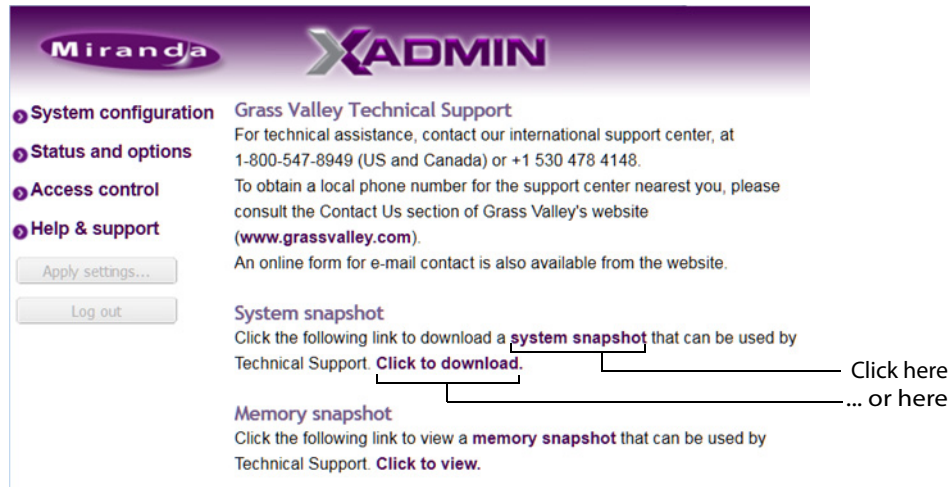 Miranda
XADMIN
System configuration
Status and options
Access control
Help & support
Apply settings...
Log out
Grass Valley Technical Support
For technical assistance, contact our international support center, at
1-800-547-8949 (US and Canada) or +1 530 478 4148.
To obtain a local phone number for the support center nearest you, please
consult the Contact Us section of Grass Valley's website
(www.grassvalley.com).
An online form for e-mail contact is also available from the website.
System snapshot
Click the following link to download a system snapshot that can be used by
Technical Support. Click to download.
Click here
... or here
Memory snapshot
Click the following link to view a memory snapshot that can be used by
Technical Support. Click to view.